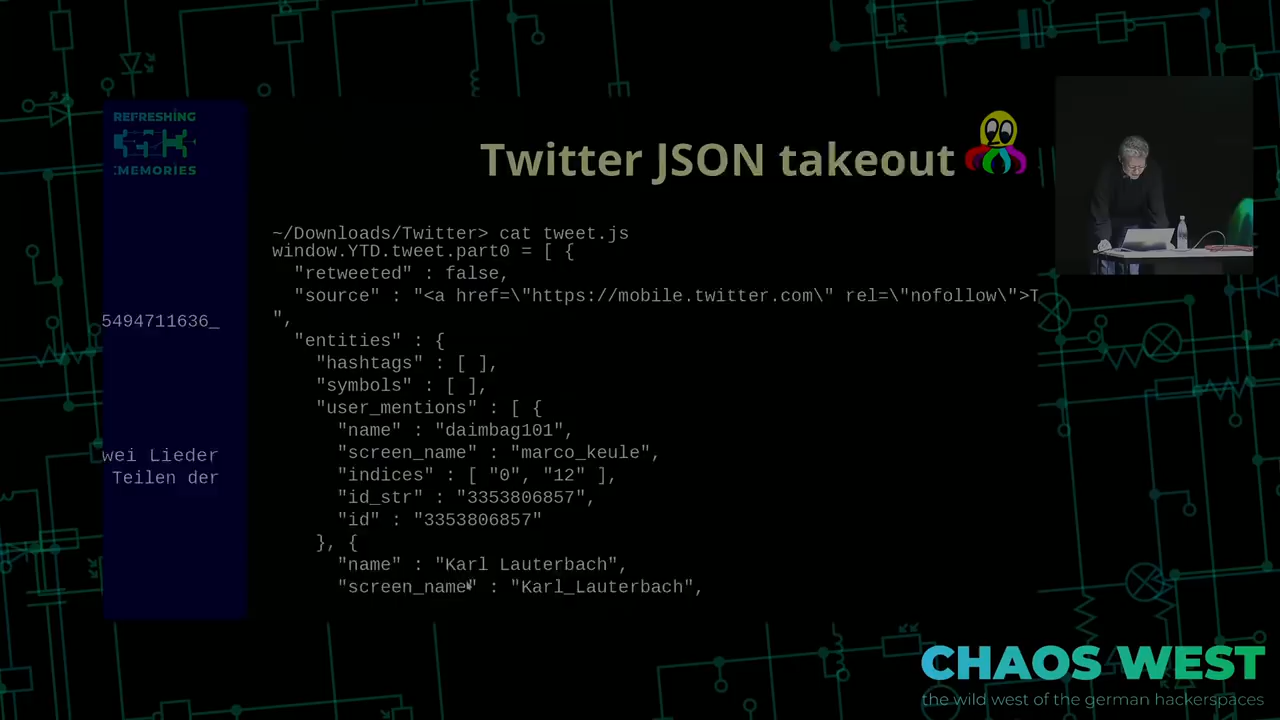 REFRESHING
MEMORIES
Twitter JSON takeout
~/Downloads/Twitter> cat tweet.js
window.YTD.tweet.part0 = [ {
"retweeted" : false,
"source" : "<a href=\"https://mobile.twitter.com\" rel=\"nofollow\">T
",
5494711636_
"entities" : {
"hashtags" : [ ],
"symbols" : [ ],
"user_mentions" : [ {
"name" : "daimbag101",
"screen_name" : "marco_keule",
wei Lieder
Teilen der
"indices" : [ "0", "12" ],
"id_str" : "3353806857",
"id" : "3353806857"
}, {
"name" : "Karl Lauterbach",
"screen_name" : "Karl_Lauterbach",
CHAOS WEST
the wild west of the german hackerspaces